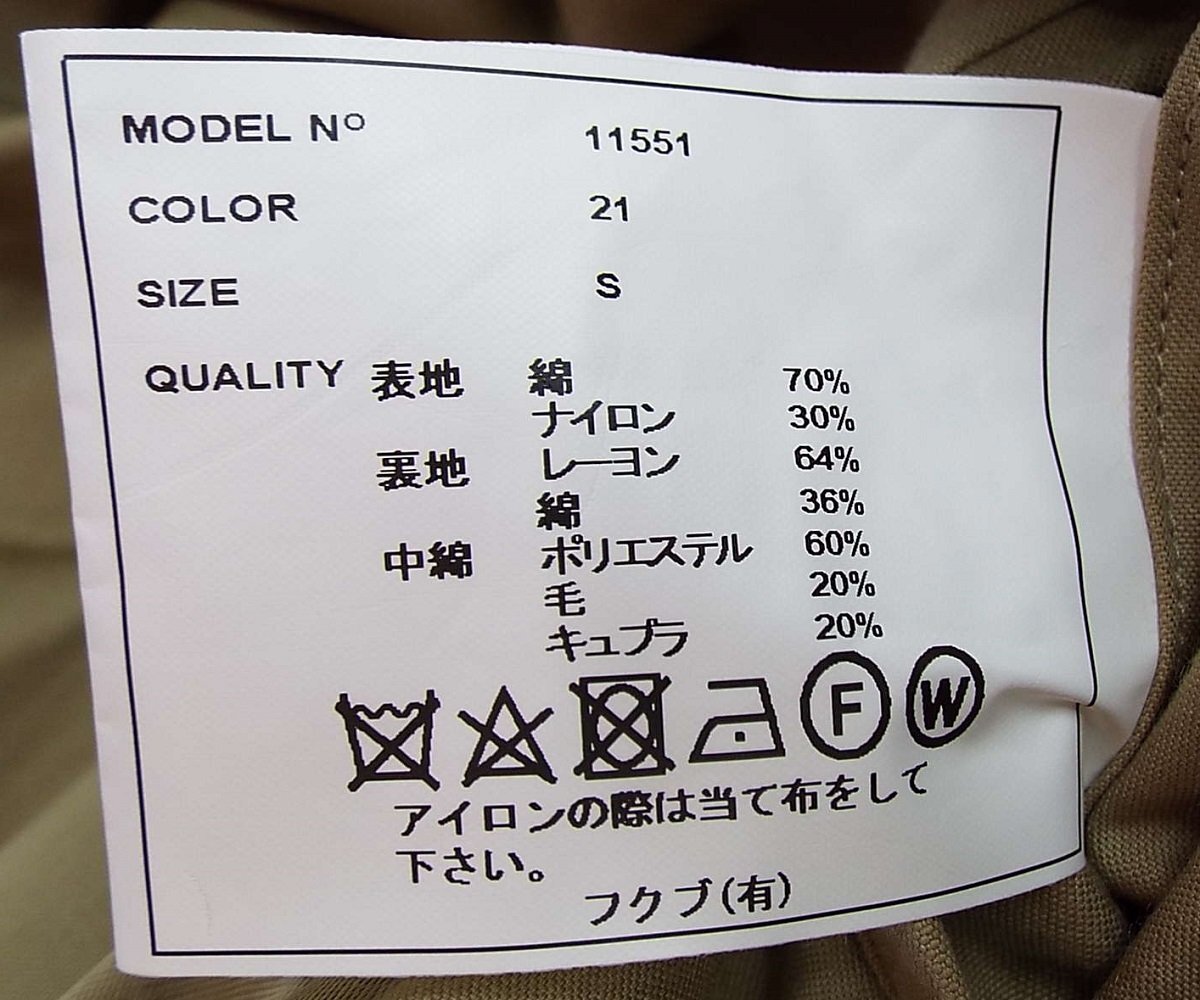 MODEL Nº 11551
COLOR 21
SIZE S
QUALITY 表地 綿 70%
ナイロン 30%
裏地 レーヨン 64%
綿 36%
中綿 ポリエステル 60%
毛 20%
キュプラ 20%
F W
アイロンの際は当て布をして
下さい。
フクブ(有)